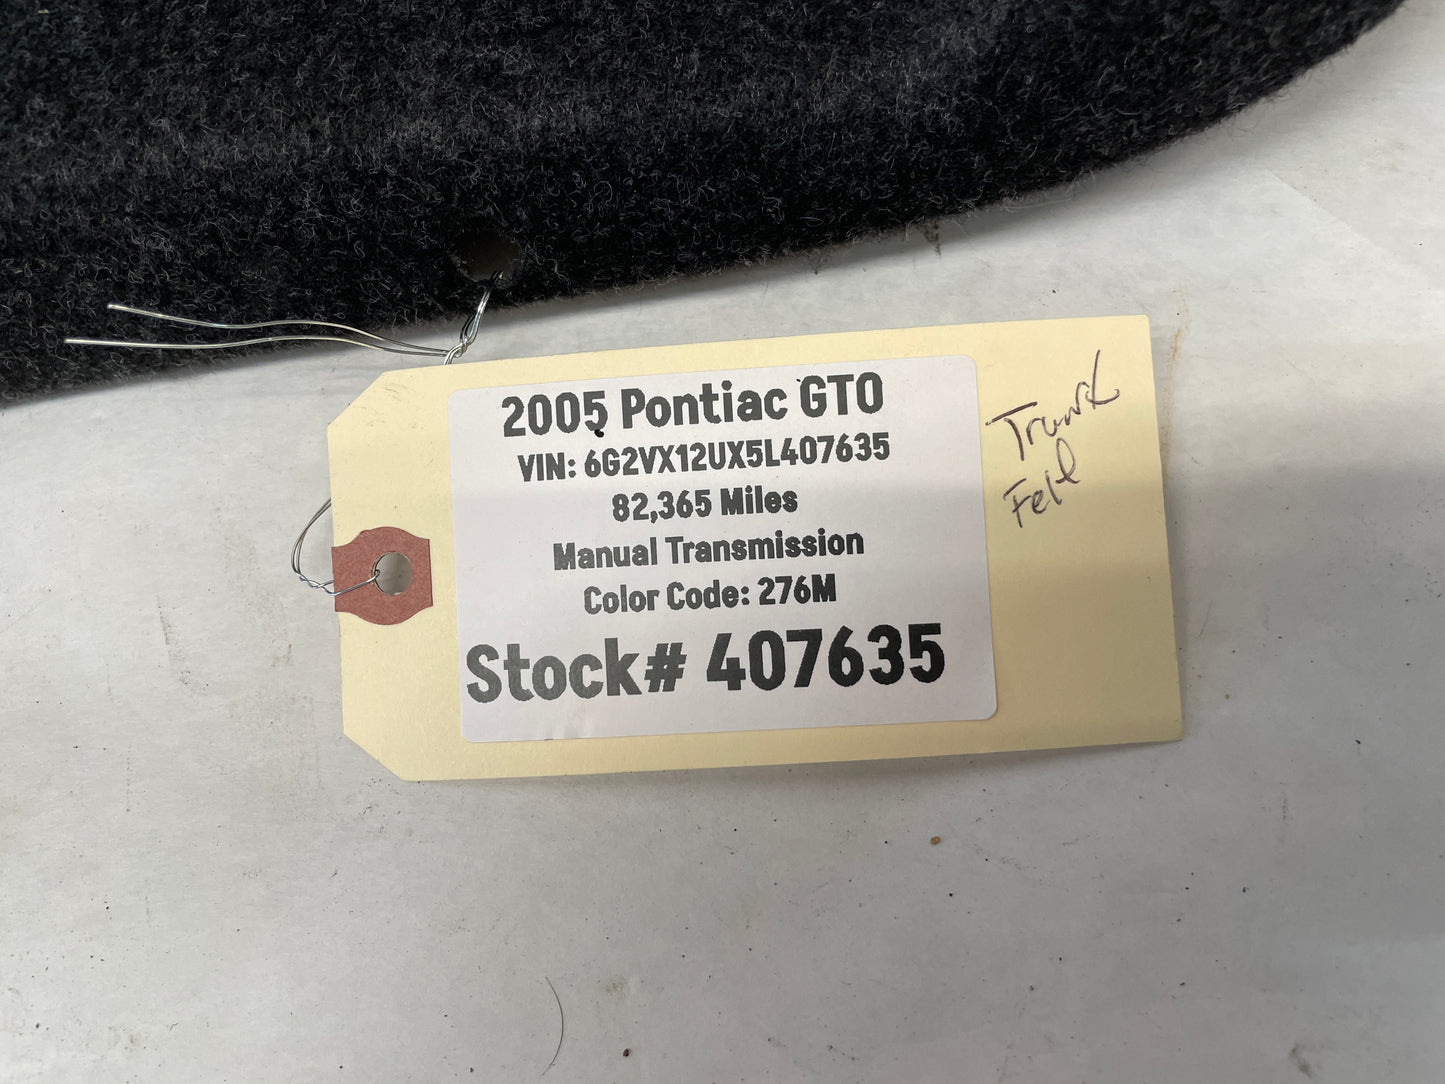 2005 Pontiac GTO
VIN: 6G2VX12UX5L407635
82,365 Miles
Manual Transmission
Color Code: 276M
Stock# 407635
Trunk
Felt